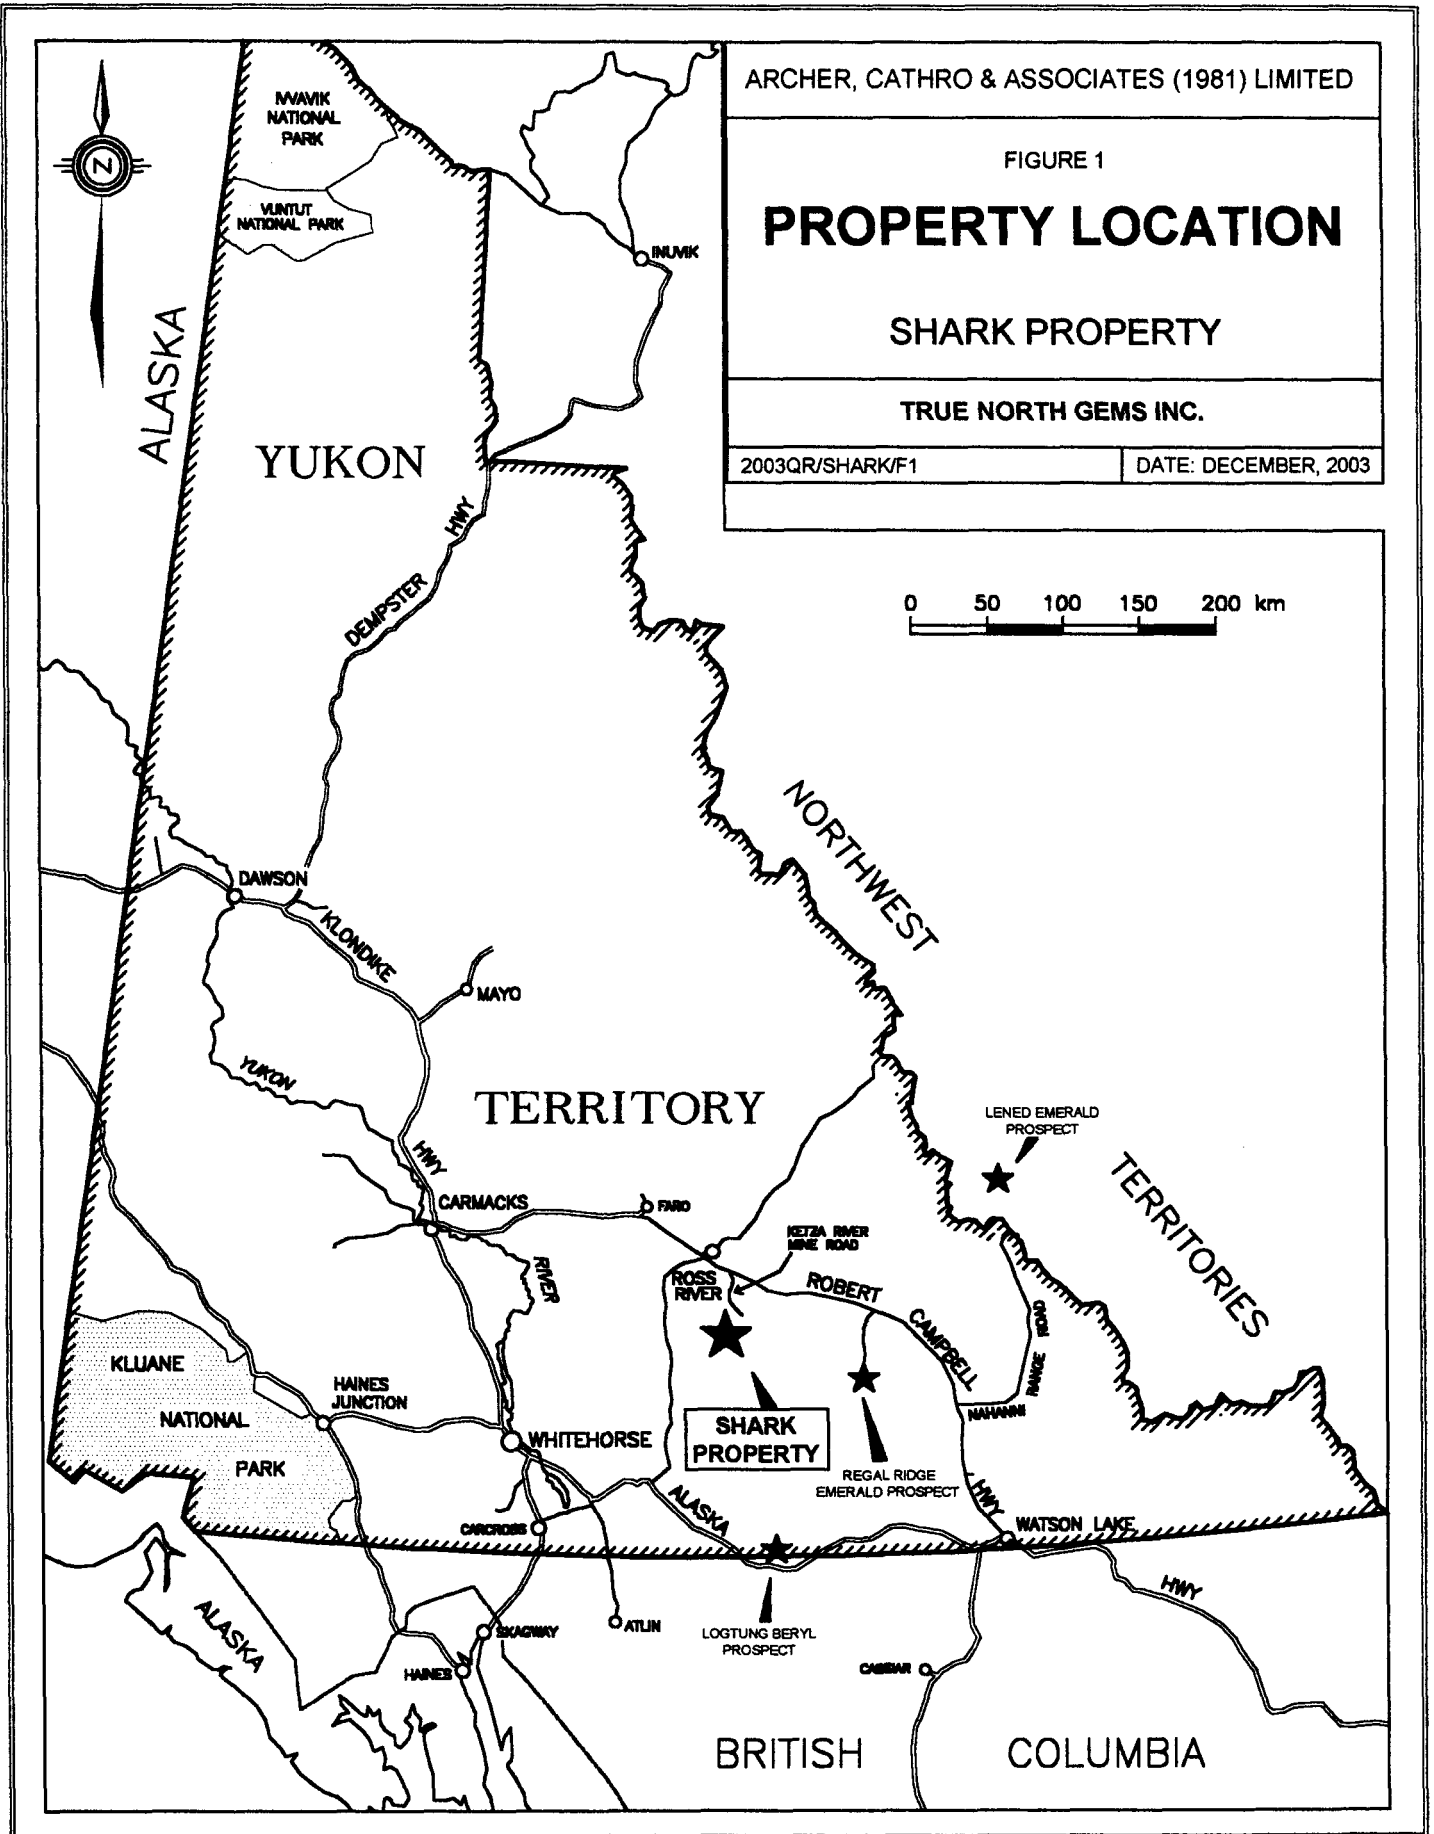 ARCHER, CATHRO & ASSOCIATES (1981) LIMITED
FIGURE 1
PROPERTY LOCATION
SHARK PROPERTY
TRUE NORTH GEMS INC.
2003QR/SHARK/F1
DATE: DECEMBER, 2003
N
IVVAVIK
NATIONAL
PARK
VUNTUT
NATIONAL PARK
INUVIK
ALASKA
YUKON
DEMPSTER HWY
0 50 100 150 200 km
NORTHWEST
DAWSON
KLONDIKE
MAYO
YUKON
TERRITORY
LENED EMERALD
PROSPECT
HWY
TERRITORIES
CARMACKS
FARO
KETZA RIVER
MINE ROAD
RIVER
ROSS
RIVER
ROBERT
CAMPBELL
RANGE ROAD
KLUANE
NATIONAL
PARK
HAINES
JUNCTION
NAHANNI
WHITEHORSE
SHARK
PROPERTY
REGAL RIDGE
EMERALD PROSPECT
ALASKA
HWY
CARCROSS
WATSON LAKE
HWY
ALASKA
SKAGWAY
ATLIN
LOGTUNG BERYL
PROSPECT
HAINES
CASSIAR
BRITISH COLUMBIA